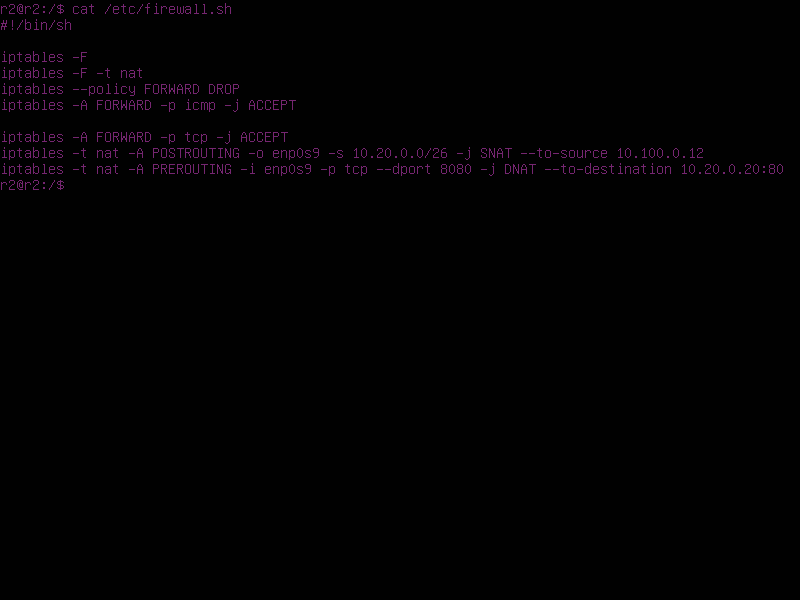 r2@r2:/$ cat /etc/firewall.sh
#!/bin/sh

iptables -F
iptables -F -t nat
iptables --policy FORWARD DROP
iptables -A FORWARD -p icmp -j ACCEPT

iptables -A FORWARD -p tcp -j ACCEPT
iptables -t nat -A POSTROUTING -o enp0s9 -s 10.20.0.0/26 -j SNAT --to-source 10.100.0.12
iptables -t nat -A PREROUTING -i enp0s9 -p tcp --dport 8080 -j DNAT --to-destination 10.20.0.20:80
r2@r2:/$